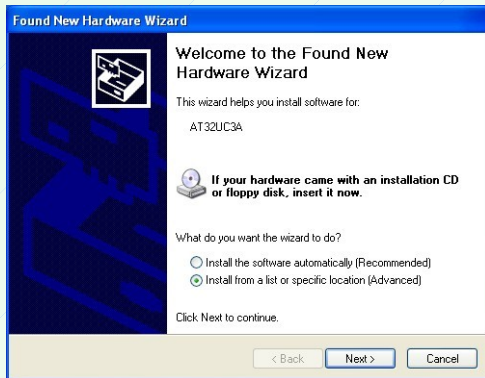 Found New Hardware Wizard
Welcome to the Found New
Hardware Wizard
This wizard helps you install software for:
AT32UC3A
If your hardware came with an installation CD
or floppy disk, insert it now.
What do you want the wizard to do?
Install the software automatically (Recommended)
Install from a list or specific location (Advanced)
Click Next to continue.
< Back Next > Cancel